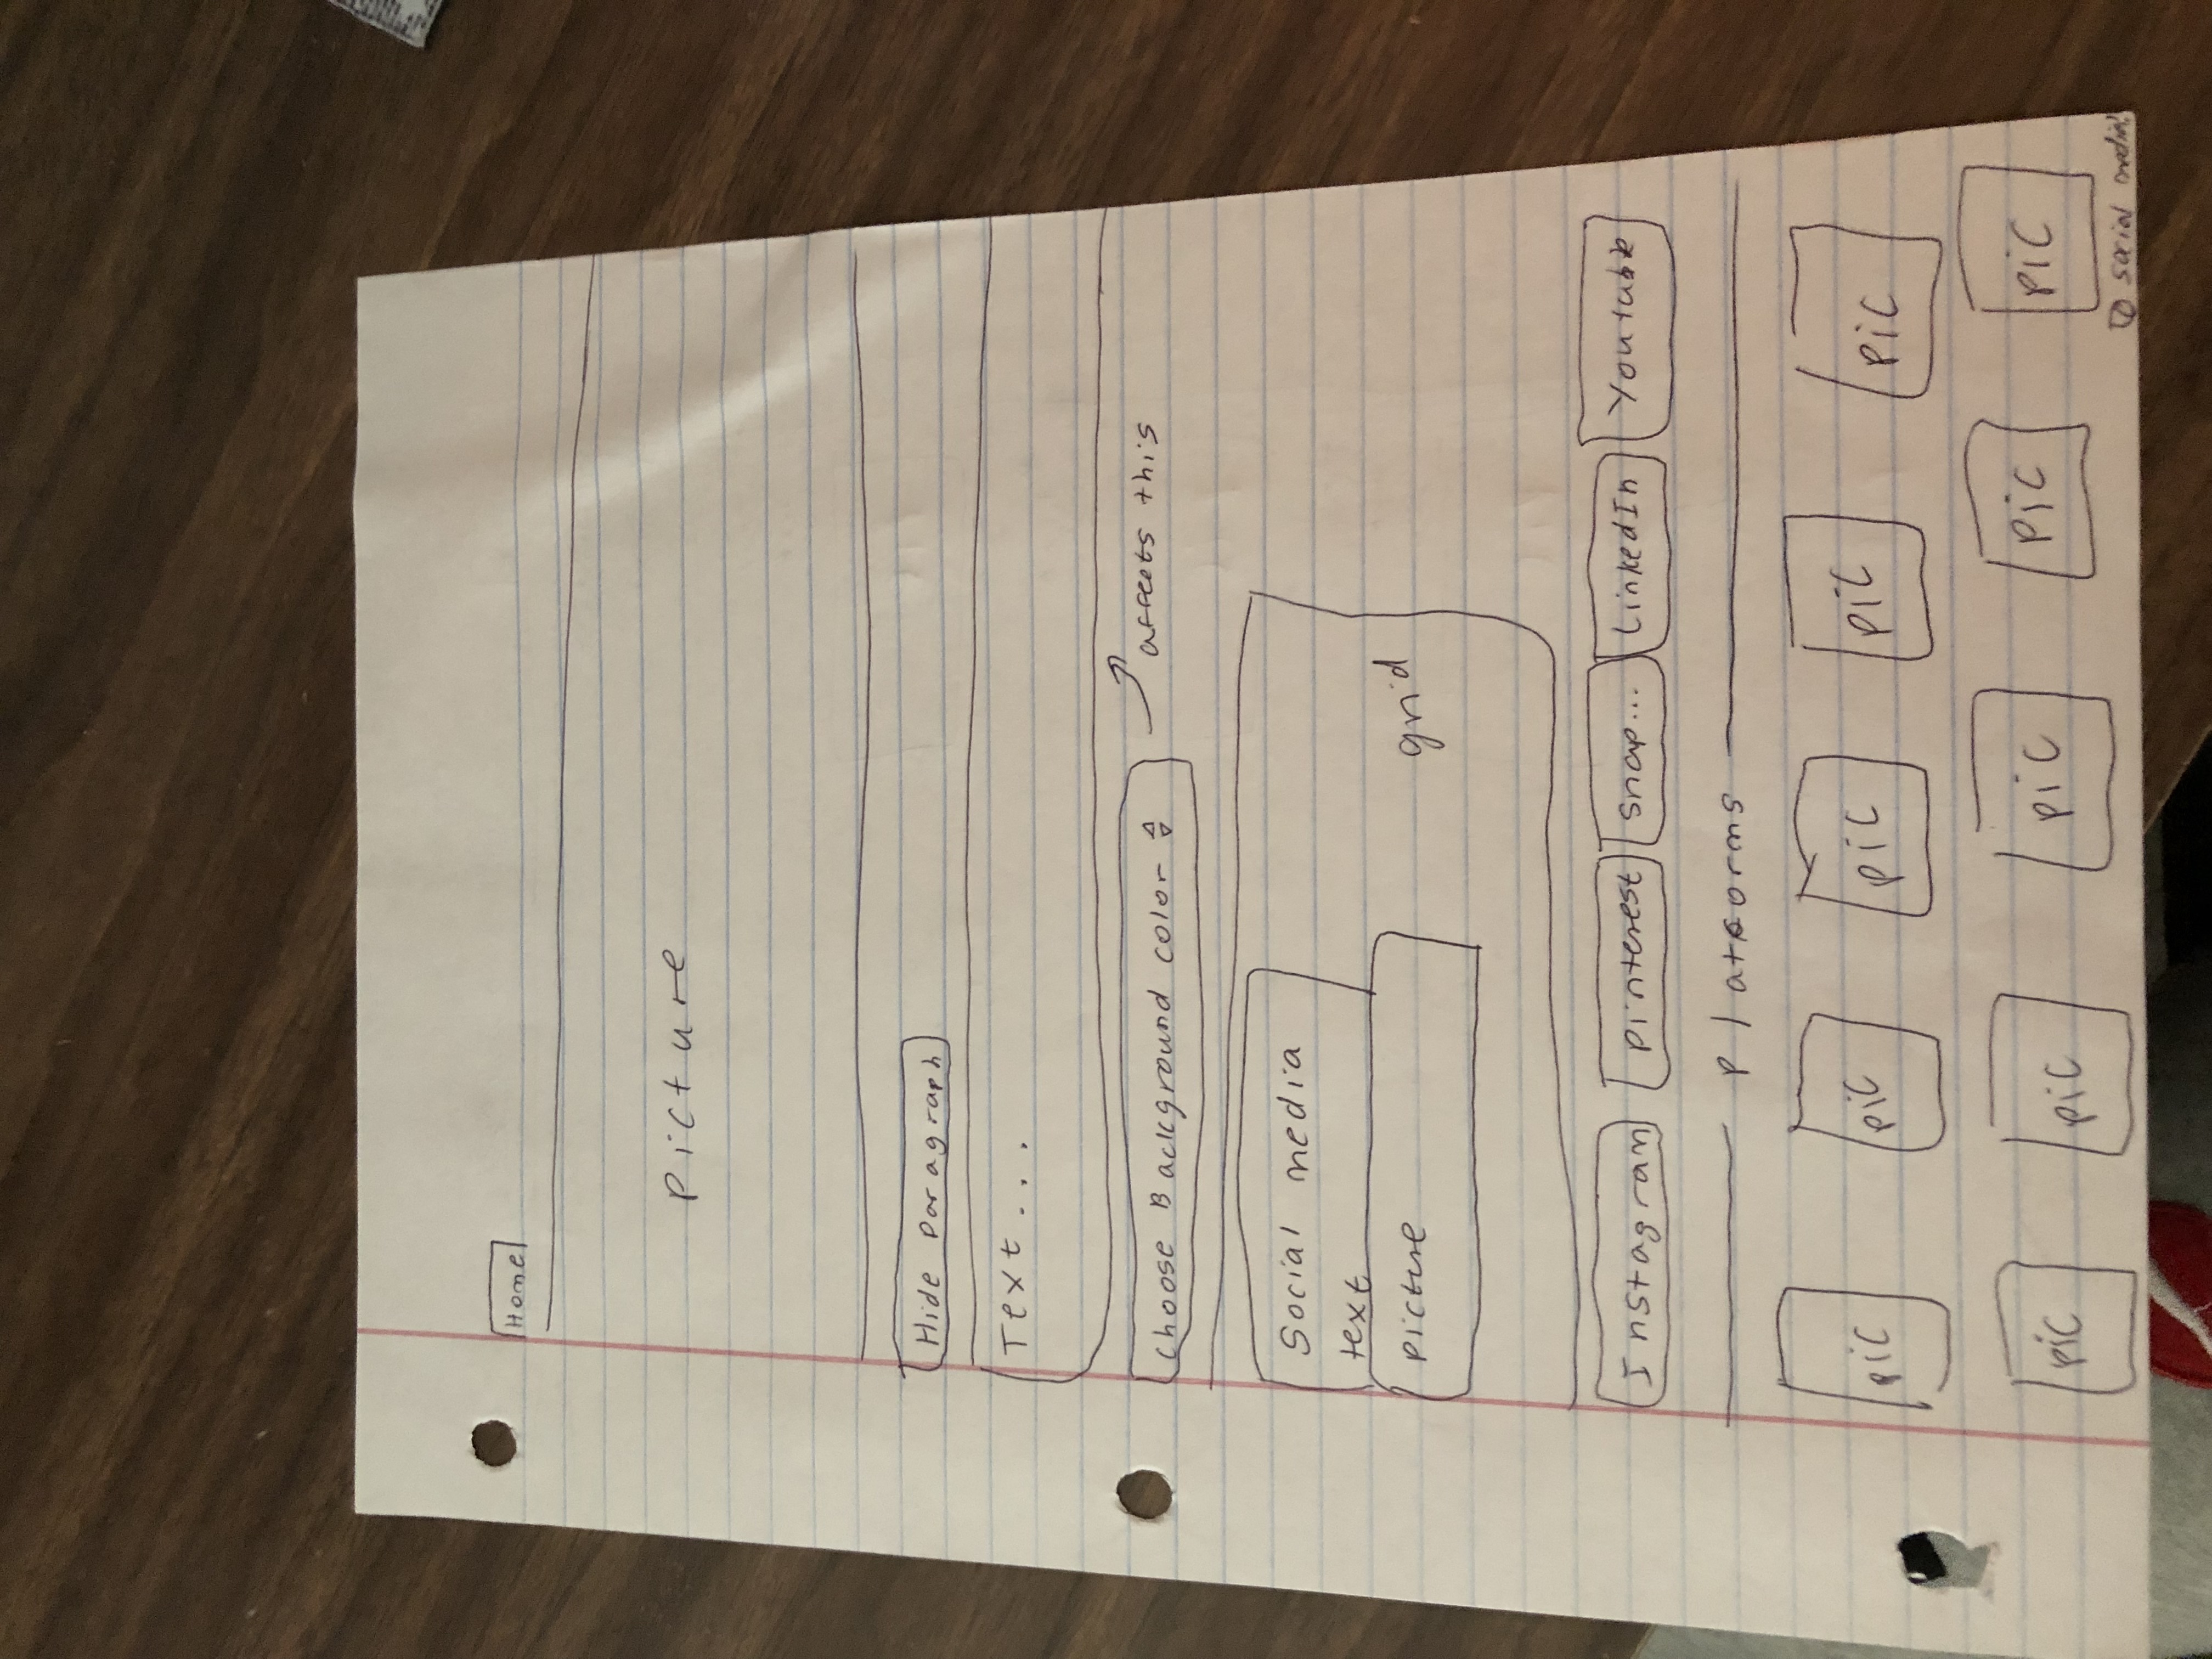 Home
Picture
Hide Paragraph
Text...
Choose Background color
affects this
Social media
text
picture
grid
Instagram Pinterest Snap... LinkedIn Youtube
Platforms
pic pic pic pic pic
pic pic pic pic pic
social media